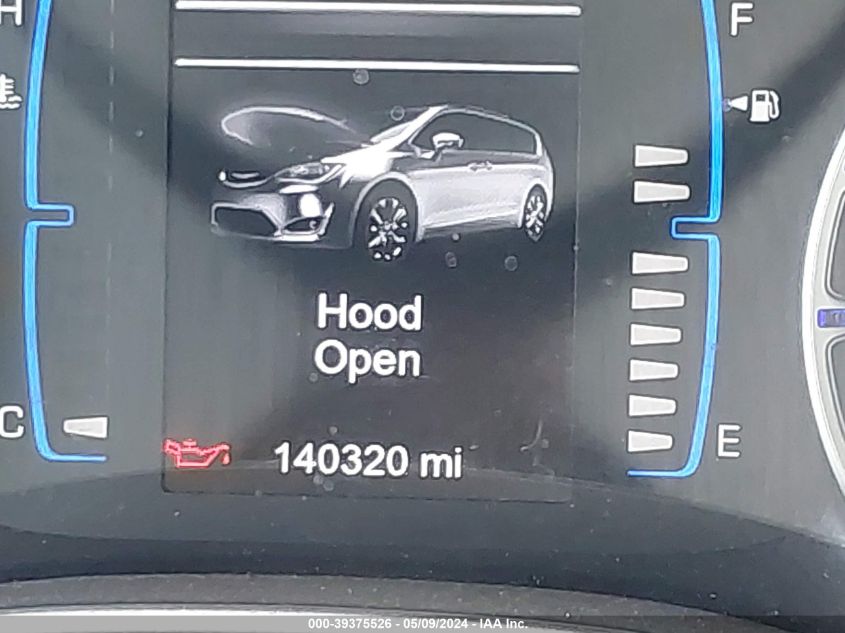 H
F
Hood
Open
C
E
140320 mi
000-39375526 - 05/09/2024 - IAA Inc.